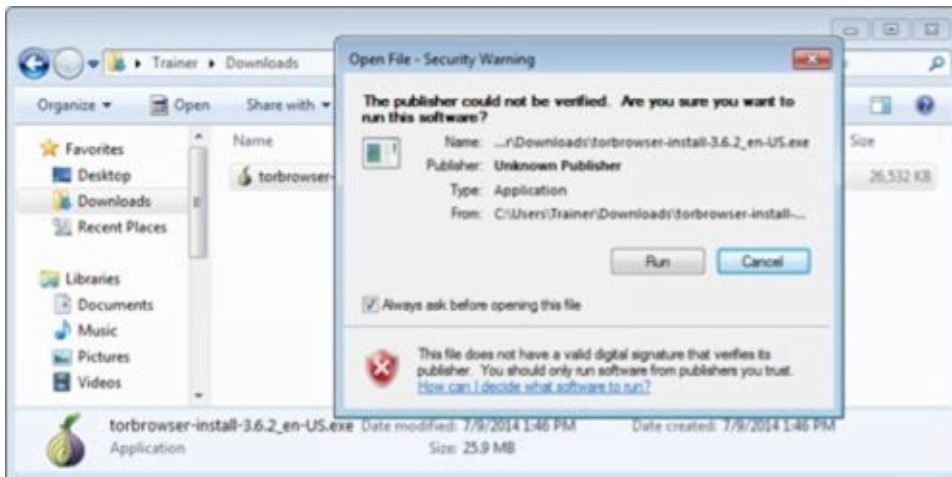 Trainer
Downloads
Open File - Security Warning
Organize
Open
Share with
The publisher could not be verified. Are you sure you want to
run this software?
Name
Size
Favorites
Name: ...r\Downloads\torbrowser-install-3.6.2_en-US.exe
Desktop
Publisher: Unknown Publisher
torbrowser-
26,532 KB
Downloads
Type: Application
Recent Places
From: C:\Users\Trainer\Downloads\torbrowser-install-...
Run
Cancel
Libraries
Documents
Always ask before opening this file
Music
Pictures
Videos
This file does not have a valid digital signature that verifies its
publisher. You should only run software from publishers you trust.
How can I decide what software to run?
torbrowser-install-3.6.2_en-US.exe Date modified: 7/9/2014 1:46 PM Date created: 7/9/2014 1:46 PM
Application Size: 25.9 MB